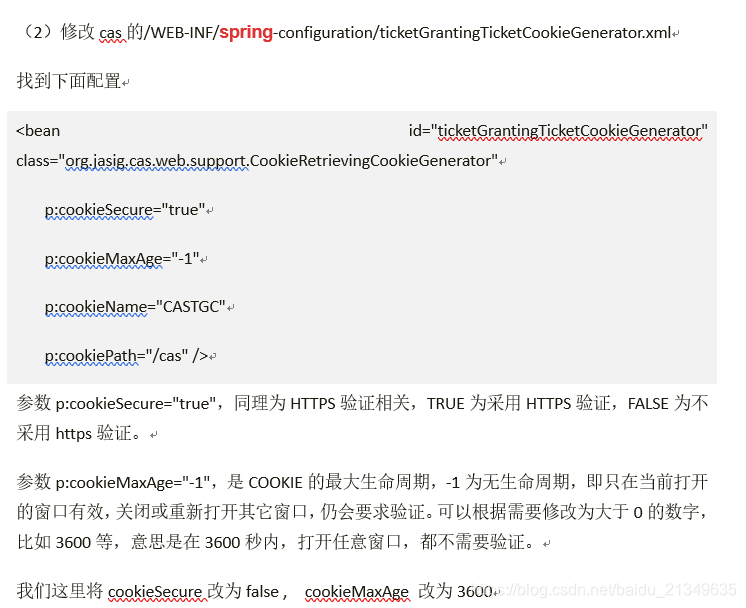 （2）修改 cas 的/WEB-INF/spring-configuration/ticketGrantingTicketCookieGenerator.xml
找到下面配置
<bean id="ticketGrantingTicketCookieGenerator"
class="org.jasig.cas.web.support.CookieRetrievingCookieGenerator"
p:cookieSecure="true"
p:cookieMaxAge="-1"
p:cookieName="CASTGC"
p:cookiePath="/cas" />
参数 p:cookieSecure="true"，同理为 HTTPS 验证相关，TRUE 为采用 HTTPS 验证，FALSE 为不
采用 https 验证。
参数 p:cookieMaxAge="-1"，是 COOKIE 的最大生命周期，-1 为无生命周期，即只在当前打开
的窗口有效，关闭或重新打开其它窗口，仍会要求验证。可以根据需要修改为大于 0 的数字，
比如 3600 等，意思是在 3600 秒内，打开任意窗口，都不需要验证。
我们这里将 cookieSecure 改为 false ， cookieMaxAge 改为 3600
https://blog.csdn.net/baidu_21349635